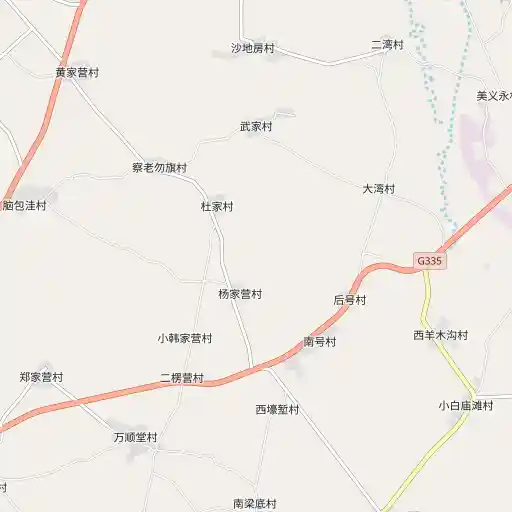 沙地房村
二湾村
黄家营村
美义永村
武家村
察老勿旗村
大湾村
脑包洼村
杜家村
G335
杨家营村
后号村
西羊木沟村
小韩家营村
南号村
郑家营村
二楞营村
小白庙滩村
西壕堑村
万顺堂村
村
南梁底村